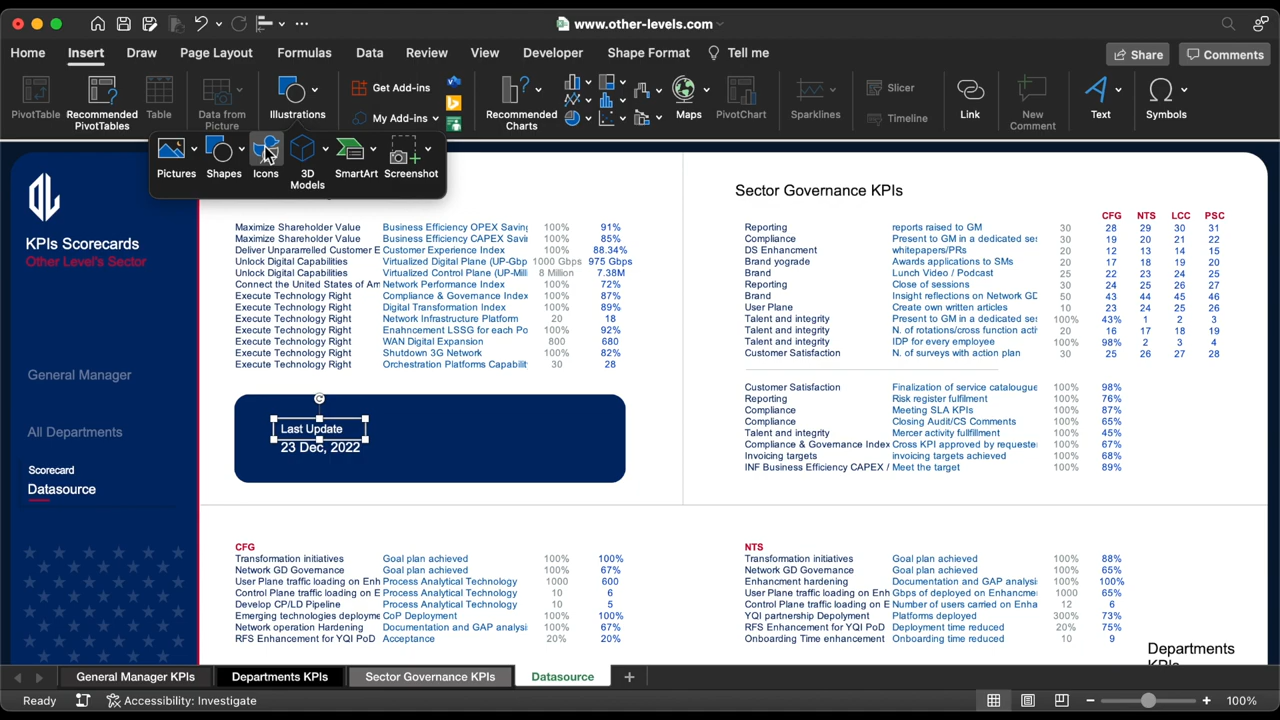 www.other-levels.com
Home Insert Draw Page Layout Formulas Data Review View Developer Shape Format Tell me Share Comments
PivotTable
Recommended PivotTables
Table
Data from Picture
Illustrations
Get Add-ins
My Add-ins
Recommended Charts
Maps
PivotChart
Sparklines
Slicer
Timeline
Link
New Comment
Text
Symbols
Pictures Shapes Icons 3D Models SmartArt Screenshot
KPIs Scorecards
Other Level's Sector
General Manager
All Departments
Scorecard
Datasource
Maximize Shareholder Value Business Efficiency OPEX Saving 100% 91%
Maximize Shareholder Value Business Efficiency CAPEX Savin 100% 85%
Deliver Unparamrelled Customer E Customer Experience Index 100% 88.34%
Unlock Digital Capabilities Virtualized Digital Plane (UP-Gbp 1000 Gbps 975 Gbps
Unlock Digital Capabilities Virtualized Control Plane (UP-Milli 8 Million 7.38M
Connect the United States of Am Network Performance Index 100% 72%
Execute Technology Right Compliance & Governance Index 100% 87%
Execute Technology Right Digital Transformation Index 100% 89%
Execute Technology Right Network Infrastructure Platform 20 18
Execute Technology Right Enahncement LSSG for each Po 100% 92%
Execute Technology Right WAN Digital Expansion 800 680
Execute Technology Right Shutdown 3G Network 100% 82%
Execute Technology Right Orchestration Platforms Capabilit 30 28
Last Update
23 Dec, 2022
Sector Governance KPIs
CFG NTS LCC PSC
Reporting reports raised to GM 30 28 29 30 31
Compliance Present to GM in a dedicated ses 30 19 20 21 22
DS Enhancment whitepapers/PRs 20 12 13 14 15
Brand yograde Awards applications to SMs 20 17 18 19 20
Brand Lunch Video / Podcast 25 22 23 24 25
Reporting Close of sessions 30 24 25 26 27
Brand Insight reflections on Network GD 50 43 44 45 46
User Plane Create own written articles 10 23 24 25 26
Talent and integrity Present to GM in a dedicated ses 100% 43% 1 2 3
Talent and integrity N. of rotations/cross function activ 20 16 17 18 19
Talent and integrity IDP for every employee 100% 98% 2 3 4
Customer Satisfaction N. of surveys with action plan 30 25 26 27 28
Customer Satisfaction Finalization of service catalougue 100% 98%
Reporting Risk register fulfilment 100% 76%
Compliance Meeting SLA KPIs 100% 87%
Compliance Closing Audit/CS Comments 100% 65%
Talent and integrity Mercer activity fullfillment 100% 45%
Compliance & Governance Index Cross KPI approved by requeste 100% 67%
Invoicing targets invoicing targets achieved 100% 68%
INF Business Efficiency CAPEX / Meet the target 100% 89%
CFG
Transformation initiatives Goal plan achieved 100% 100%
Network GD Governance Goal plan achieved 100% 67%
User Plane traffic loading on Enh Process Analytical Technology 1000 600
Control Plane traffic loading on E Process Analytical Technology 10 6
Develop CP/LD Pipeline Process Analytical Technology 10 5
Emerging technologies deployme CoP Deployment 100% 100%
Network operation Hardening Documentation and GAP analysi 100% 67%
RFS Enhancement for YQI PoD Acceptance 20% 20%
NTS
Transformation initiatives Goal plan achieved 100% 88%
Network GD Governance Goal plan achieved 100% 65%
Enhancment hardening Documentation and GAP analysi 100% 100%
User Plane traffic loading on Enh Gbps of deployed on Enhancme 1000 65%
Control Plane traffic loading on E Number of users carried on Enha 12 6
YQI partnership Depolyment Platforms deployed 300% 73%
RFS Enhancement for YQI PoD Deployment time reduced 20% 75%
Onboarding Time enhancement Onboarding time reduced 10 9
Departments
KPIs
General Manager KPIs Departments KPIs Sector Governance KPIs Datasource
Ready Accessibility: Investigate 100%